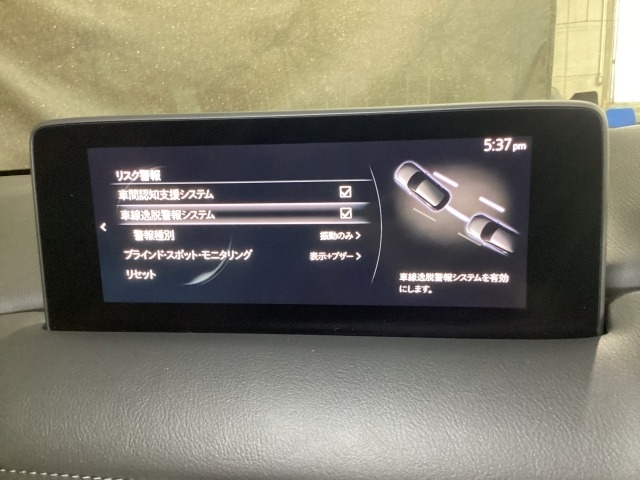 5:37 pm
リスク警報
車間認知支援システム
車線逸脱警報システム
警報種別 振動のみ
ブラインド・スポット・モニタリング 表示+ブザー
リセット
車線逸脱警報システムを有効
にします。